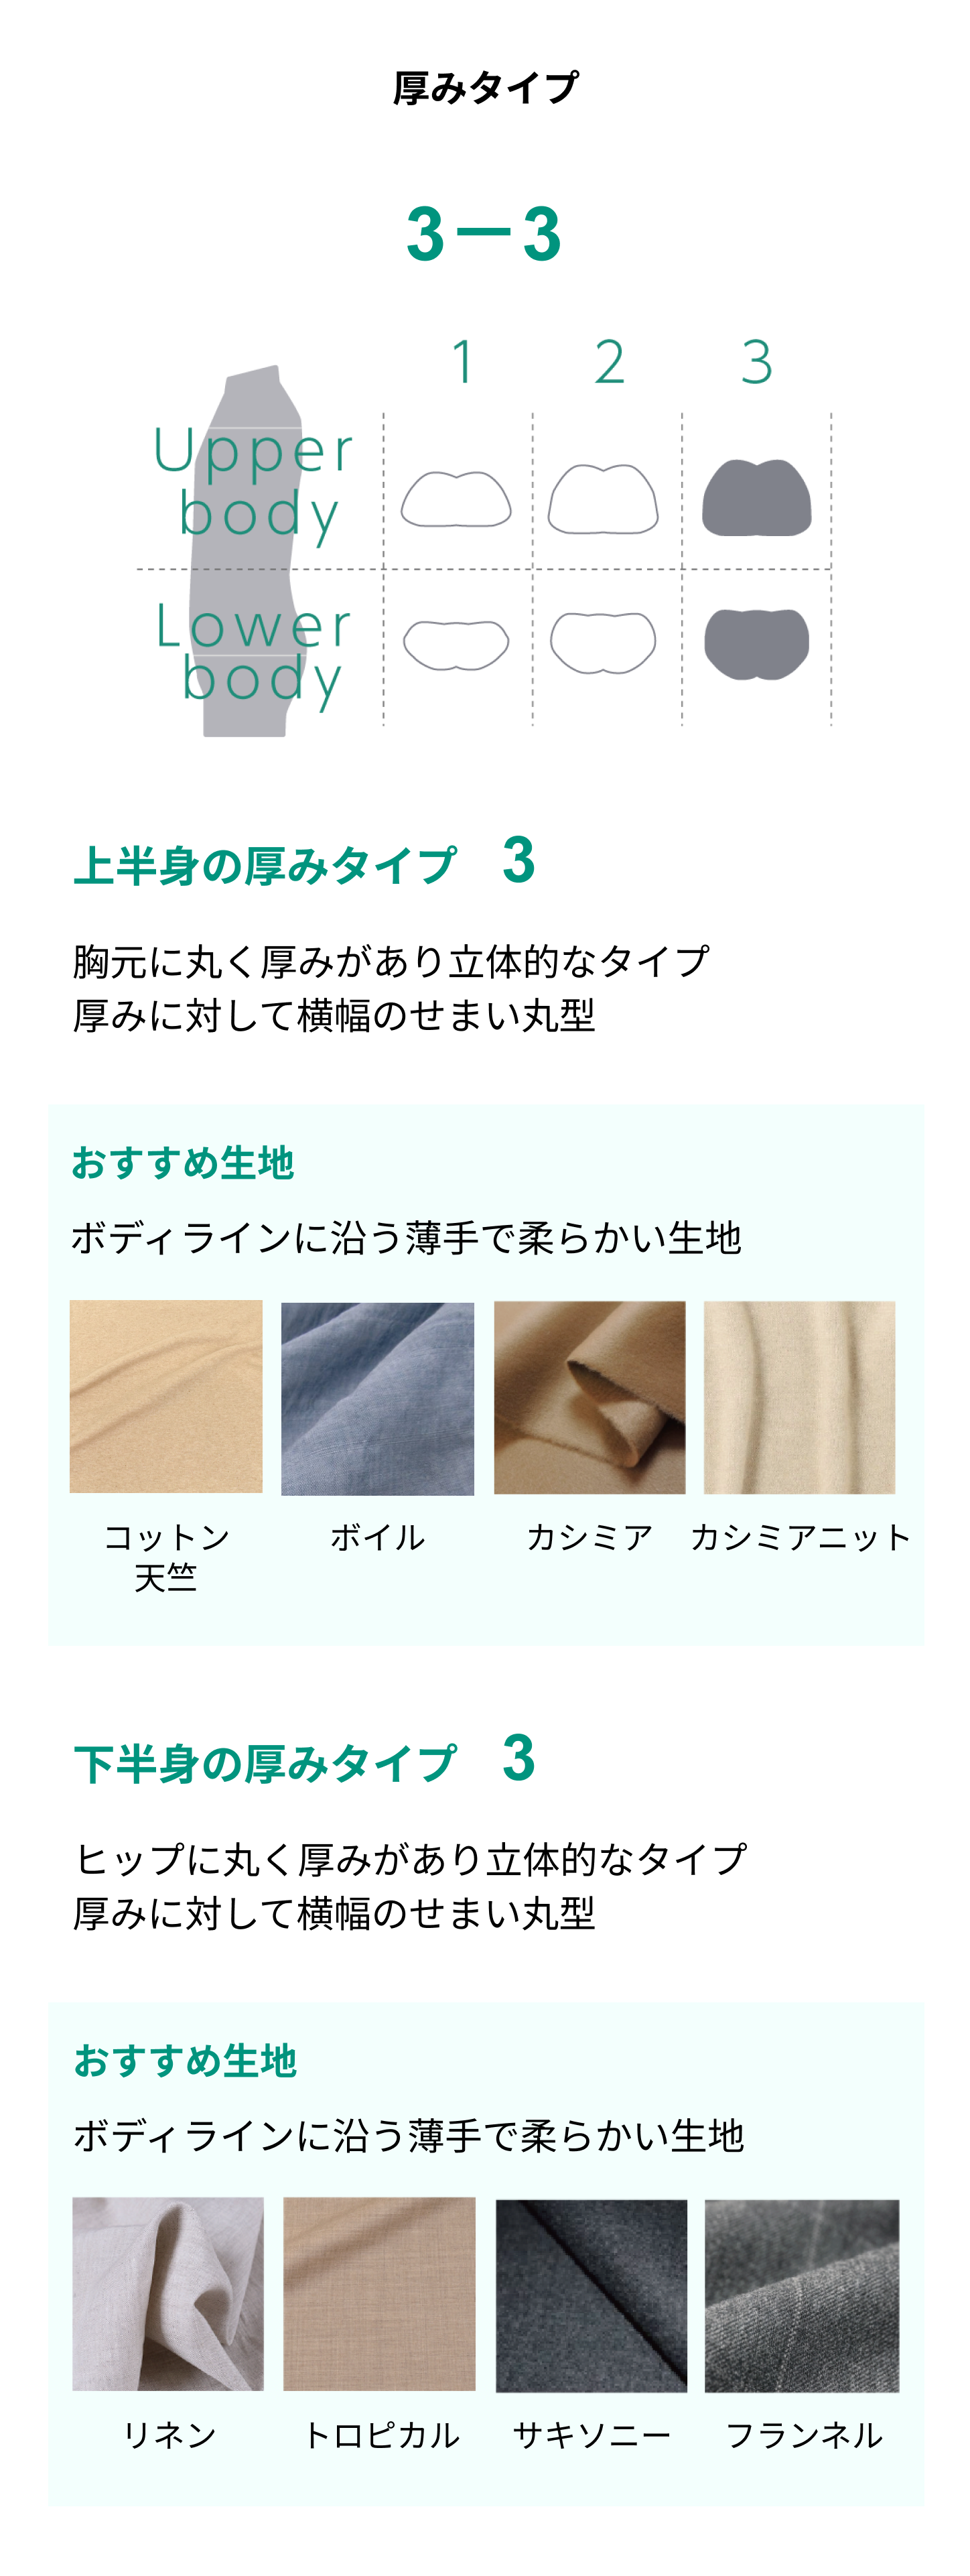 厚みタイプ
3ー3
1 2 3
Upper
body
Lower
body
上半身の厚みタイプ 3
胸元に丸く厚みがあり立体的なタイプ
厚みに対して横幅のせまい丸型
おすすめ生地
ボディラインに沿う薄手で柔らかい生地
コットン
天竺
ボイル
カシミア
カシミアニット
下半身の厚みタイプ 3
ヒップに丸く厚みがあり立体的なタイプ
厚みに対して横幅のせまい丸型
おすすめ生地
ボディラインに沿う薄手で柔らかい生地
リネン
トロピカル
サキソニー
フランネル